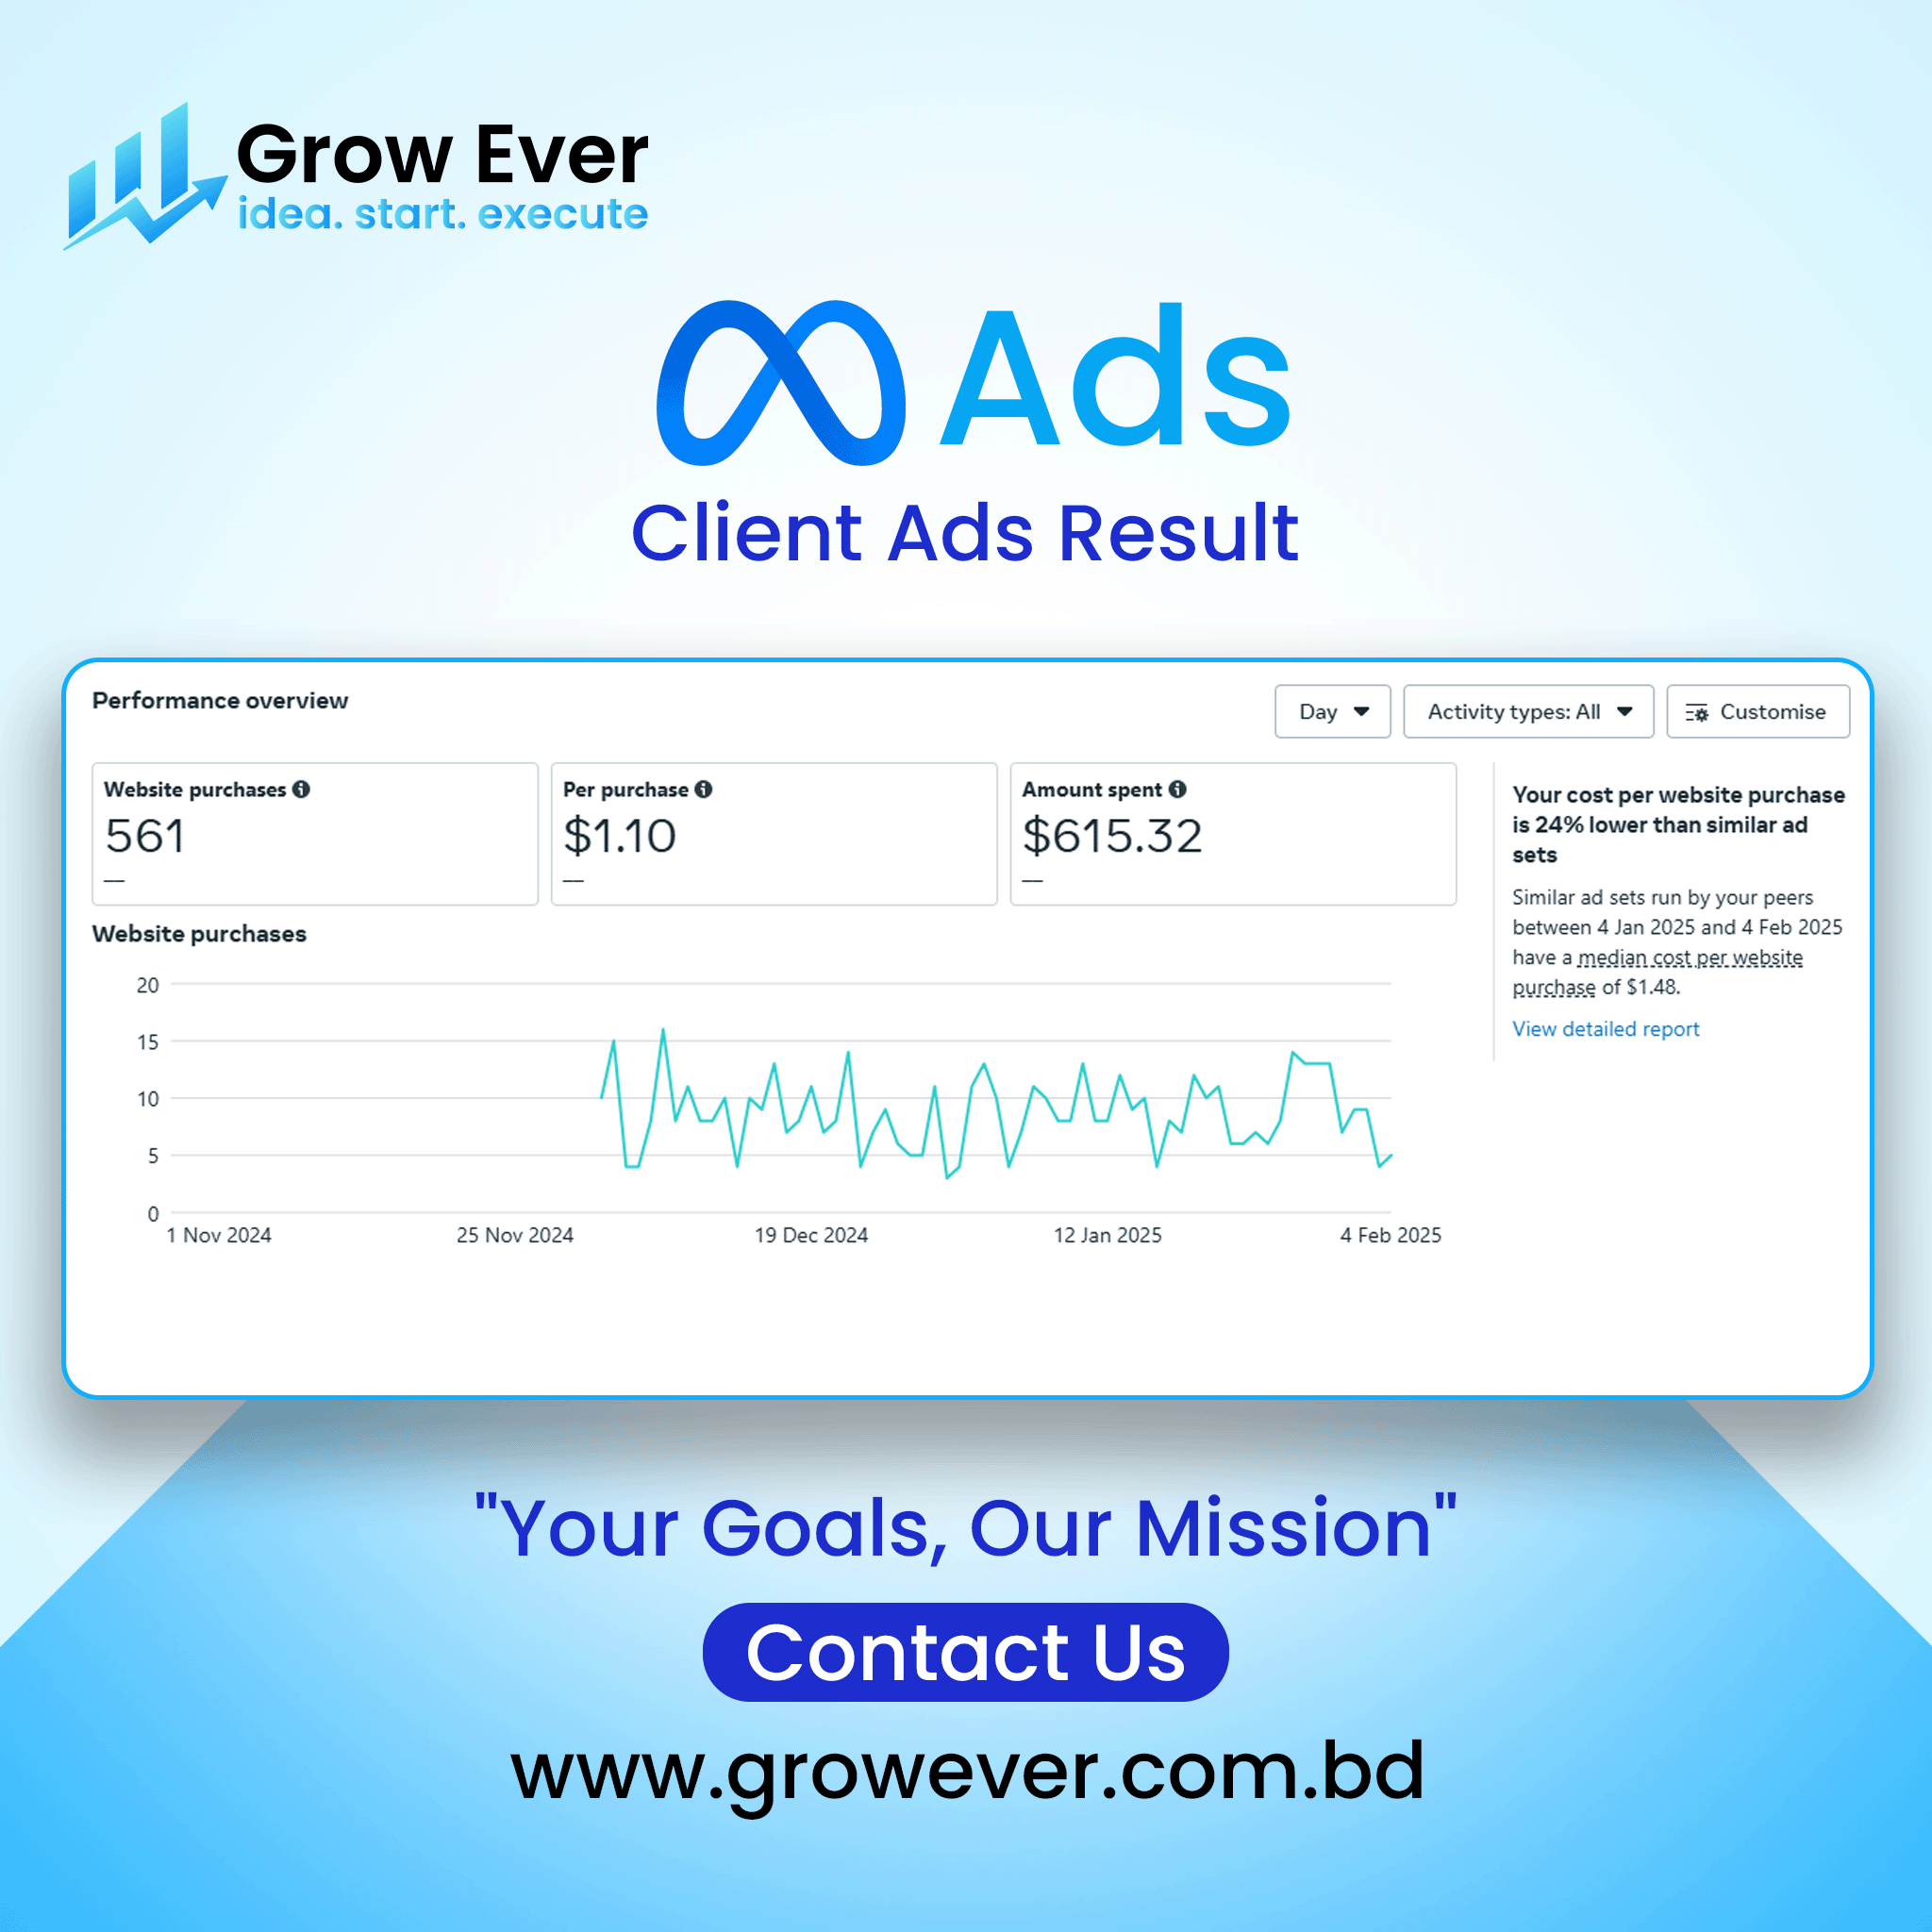 Grow Ever
idea. start. execute
Ads
Client Ads Result
Performance overview
Day
Activity types: All
Customise
Website purchases
561
—
Per purchase
$1.10
—
Amount spent
$615.32
—
Your cost per website purchase
is 24% lower than similar ad
sets
Similar ad sets run by your peers
between 4 Jan 2025 and 4 Feb 2025
have a median cost per website
purchase of $1.48.
View detailed report
Website purchases
20
15
10
5
0
1 Nov 2024
25 Nov 2024
19 Dec 2024
12 Jan 2025
4 Feb 2025
"Your Goals, Our Mission"
Contact Us
www.growever.com.bd